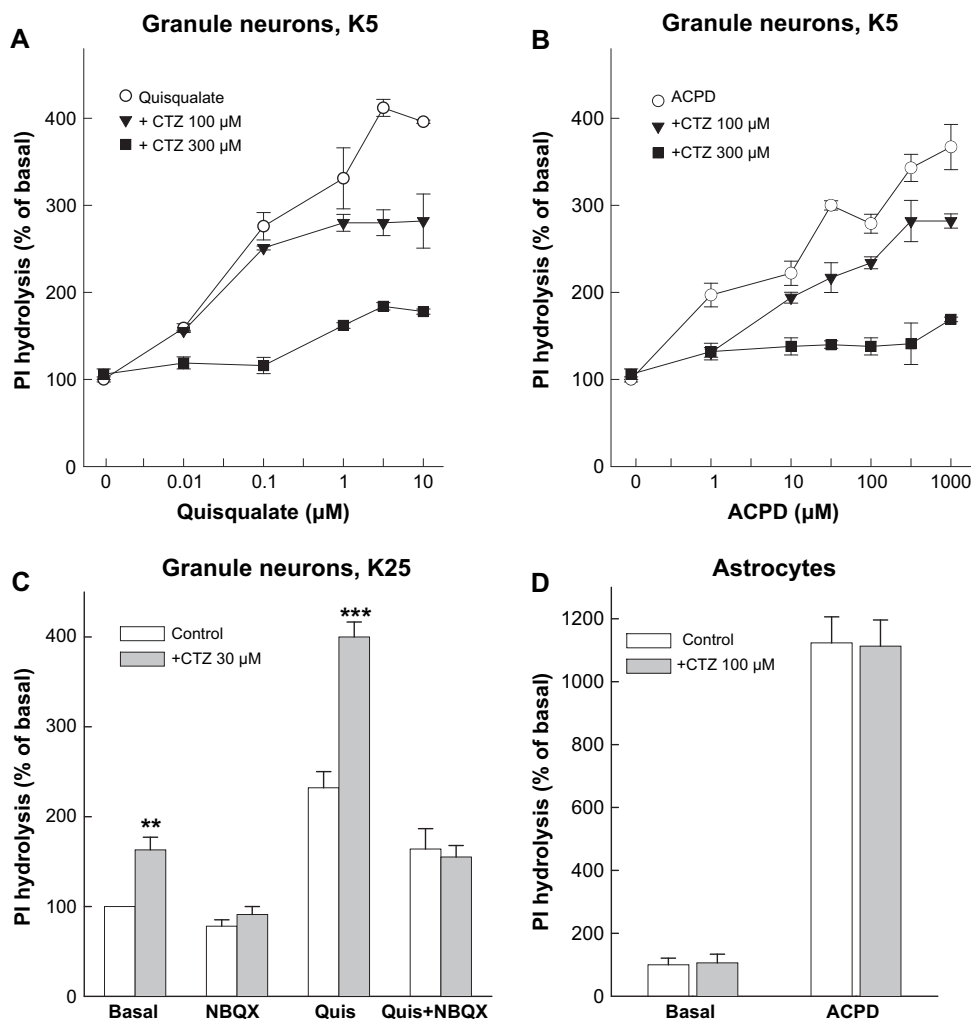 A
Granule neurons, K5
Quisqualate
+ CTZ 100 µM
+ CTZ 300 µM
PI hydrolysis (% of basal)
400
300
200
100
0
0 0.01 0.1 1 10
Quisqualate (µM)
B
Granule neurons, K5
ACPD
+CTZ 100 µM
+CTZ 300 µM
PI hydrolysis (% of basal)
400
300
200
100
0
0 1 10 100 1000
ACPD (µM)
C
Granule neurons, K25
Control
+CTZ 30 µM
PI hydrolysis (% of basal)
400
300
200
100
0
**
***
Basal NBQX Quis Quis+NBQX
D
Astrocytes
Control
+CTZ 100 µM
PI hydrolysis (% of basal)
1200
1000
800
600
400
200
0
Basal ACPD